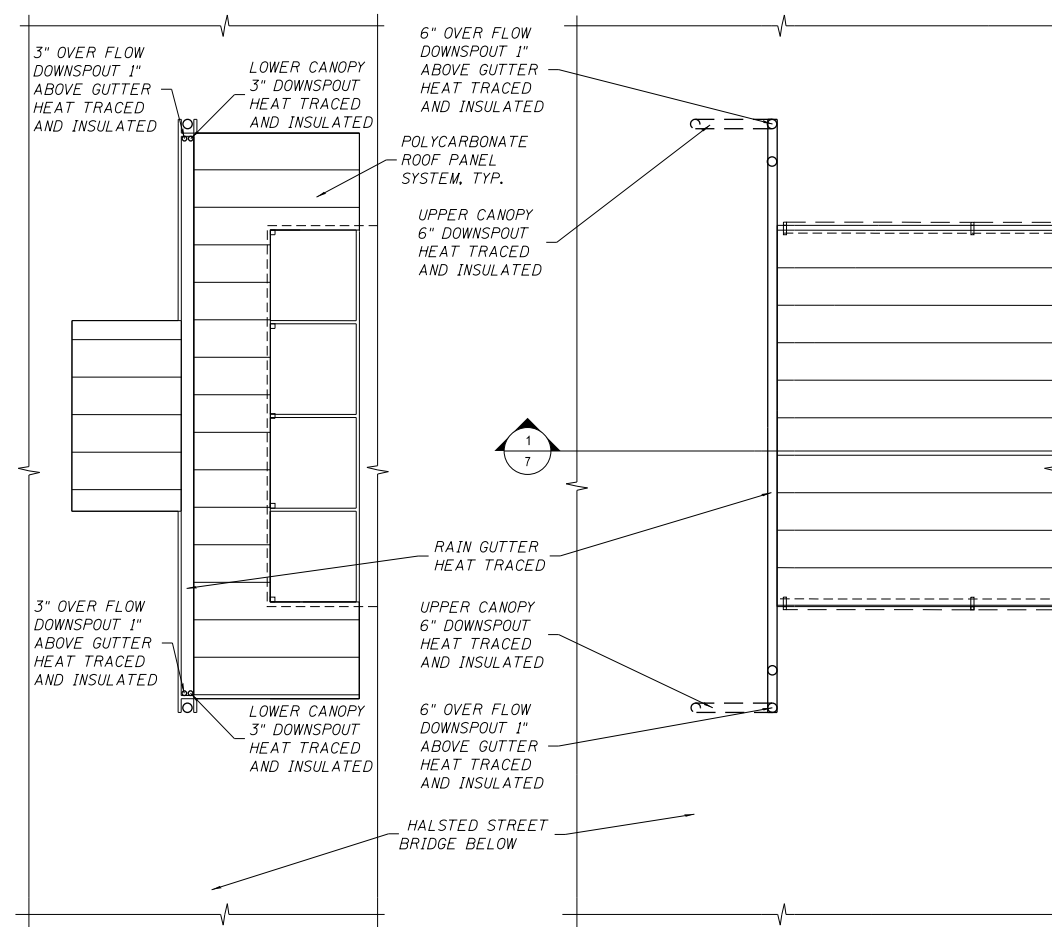 3" OVER FLOW
DOWNSPOUT 1"
ABOVE GUTTER
HEAT TRACED
AND INSULATED
LOWER CANOPY
3" DOWNSPOUT
HEAT TRACED
AND INSULATED
6" OVER FLOW
DOWNSPOUT 1"
ABOVE GUTTER
HEAT TRACED
AND INSULATED
POLYCARBONATE
ROOF PANEL
SYSTEM, TYP.
UPPER CANOPY
6" DOWNSPOUT
HEAT TRACED
AND INSULATED
1
7
RAIN GUTTER
HEAT TRACED
3" OVER FLOW
DOWNSPOUT 1"
ABOVE GUTTER
HEAT TRACED
AND INSULATED
UPPER CANOPY
6" DOWNSPOUT
HEAT TRACED
AND INSULATED
LOWER CANOPY
3" DOWNSPOUT
HEAT TRACED
AND INSULATED
6" OVER FLOW
DOWNSPOUT 1"
ABOVE GUTTER
HEAT TRACED
AND INSULATED
HALSTED STREET
BRIDGE BELOW